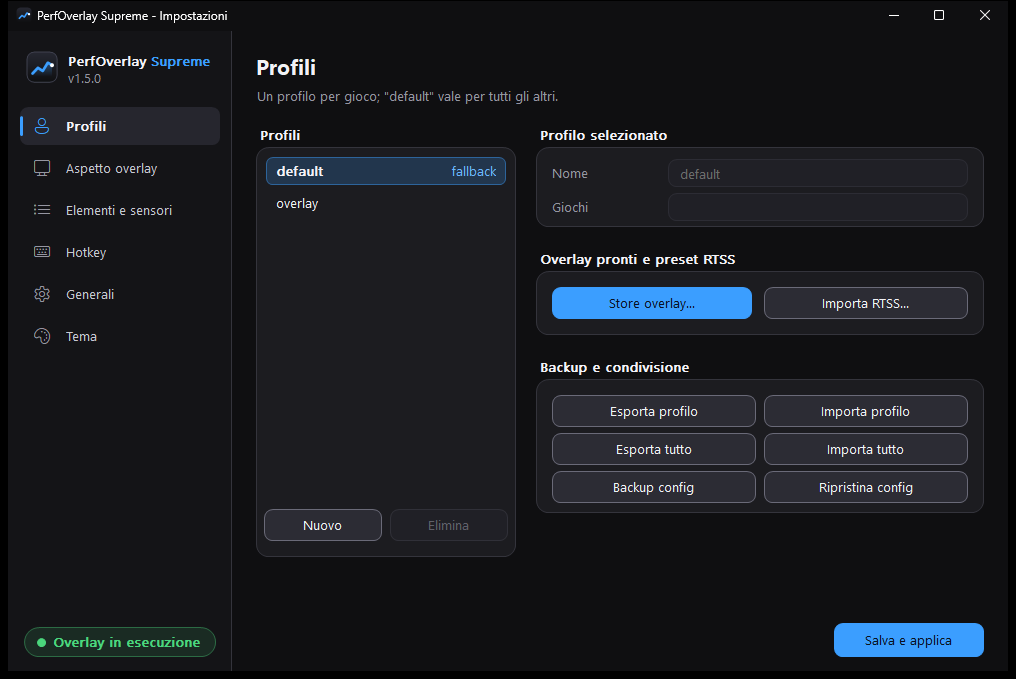 PerfOverlay Supreme - Impostazioni
PerfOverlay Supreme
v1.5.0
Profili
Aspetto overlay
Elementi e sensori
Hotkey
Generali
Tema
Overlay in esecuzione
Profili
Un profilo per gioco; "default" vale per tutti gli altri.
Profili
default fallback
overlay
Nuovo Elimina
Profilo selezionato
Nome default
Giochi
Overlay pronti e preset RTSS
Store overlay... Importa RTSS...
Backup e condivisione
Esporta profilo Importa profilo
Esporta tutto Importa tutto
Backup config Ripristina config
Salva e applica